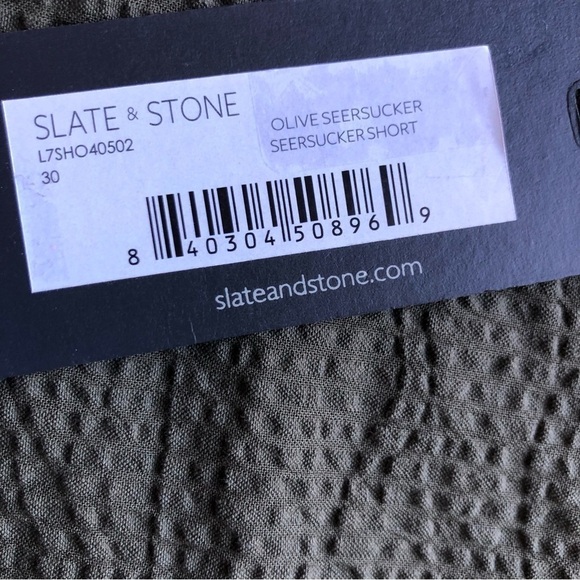 SLATE & STONE
L7SHO40502
30
OLIVE SEERSUCKER
SEERSUCKER SHORT
8 40304 50896 9
slateandstone.com